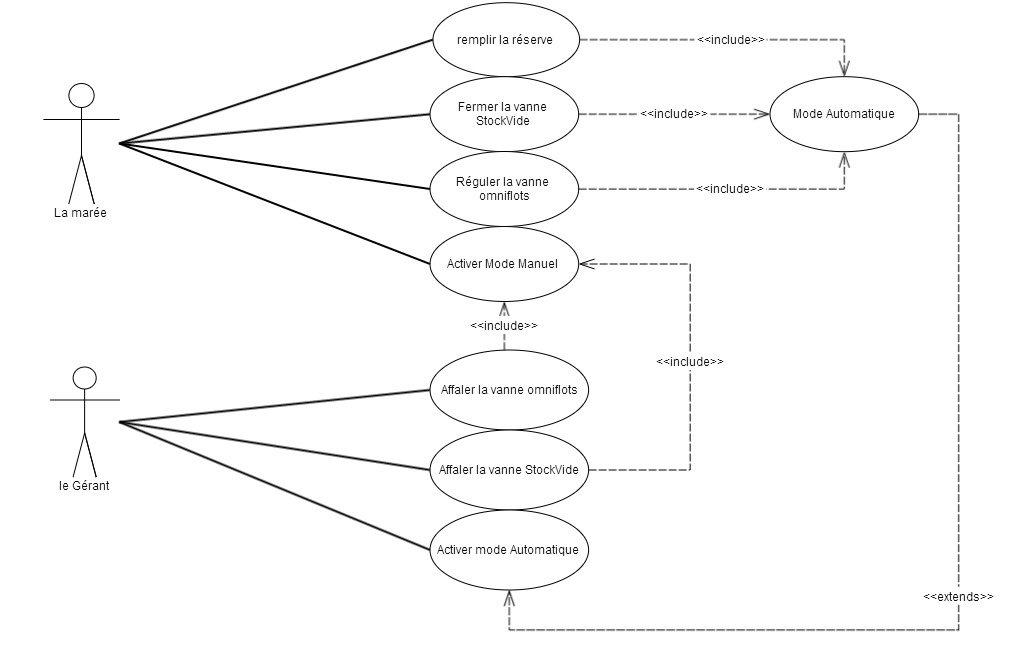 remplir la réserve
<<include>>
Fermer la vanne
StockVide
<<include>>
Mode Automatique
Réguler la vanne
omniflots
<<include>>
La marée
Activer Mode Manuel
<<include>>
<<include>>
Affaler la vanne omniflots
Affaler la vanne StockVide
le Gérant
Activer mode Automatique
<<extends>>